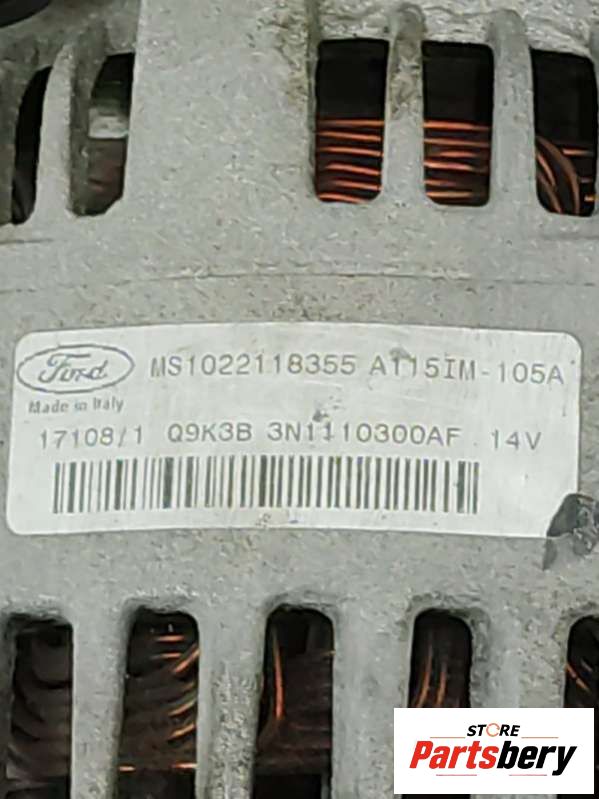 Ford MS1022118355 A115IM-105A
Made in Italy
17108/1 Q9K3B 3N1110300AF 14V
STORE
Partsbery